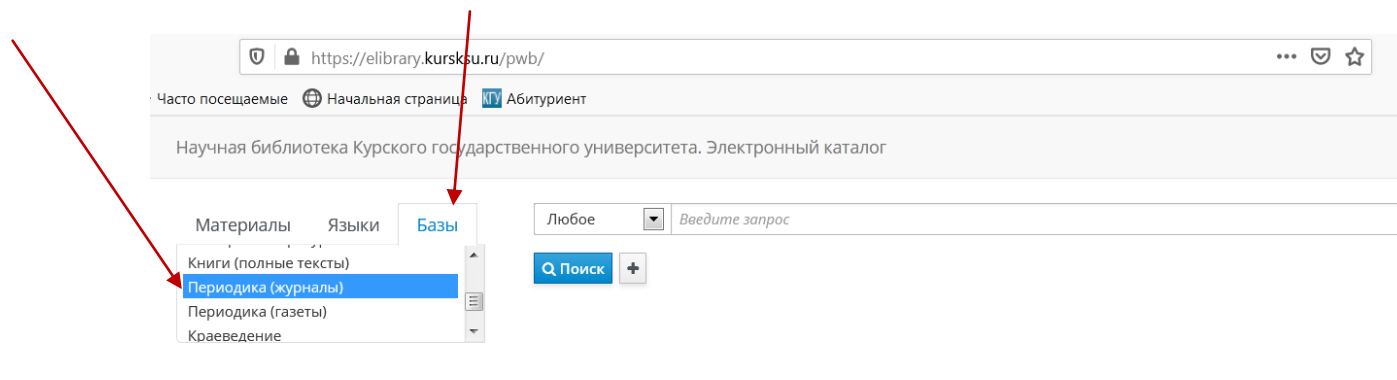 https://elibrary.kursksu.ru/pwb/
Часто посещаемые Начальная страница КГУ Абитуриент
Научная библиотека Курского государственного университета. Электронный каталог
Материалы Языки Базы
Любое Введите запрос
Книги (полные тексты)
Поиск +
Периодика (журналы)
Периодика (газеты)
Краеведение